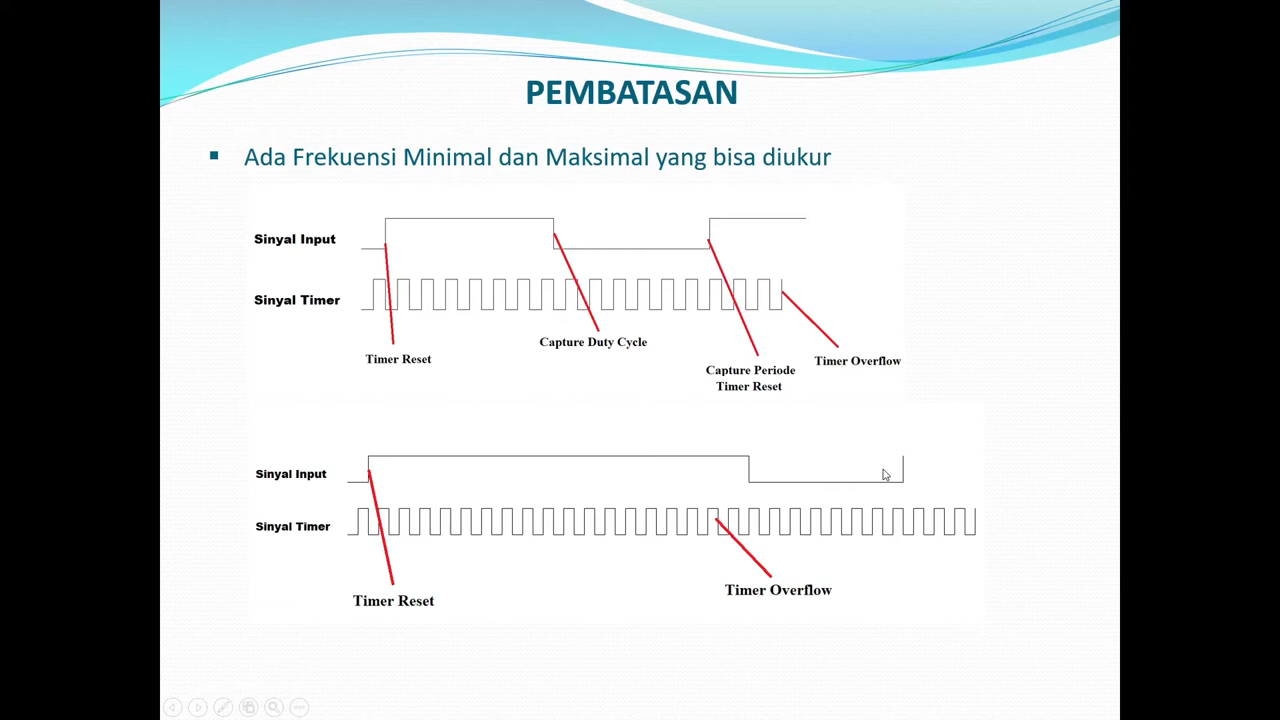 PEMBATASAN
Ada Frekuensi Minimal dan Maksimal yang bisa diukur
Sinyal Input
Sinyal Timer
Timer Reset
Capture Duty Cycle
Capture Periode
Timer Reset
Timer Overflow
Sinyal Input
Sinyal Timer
Timer Reset
Timer Overflow